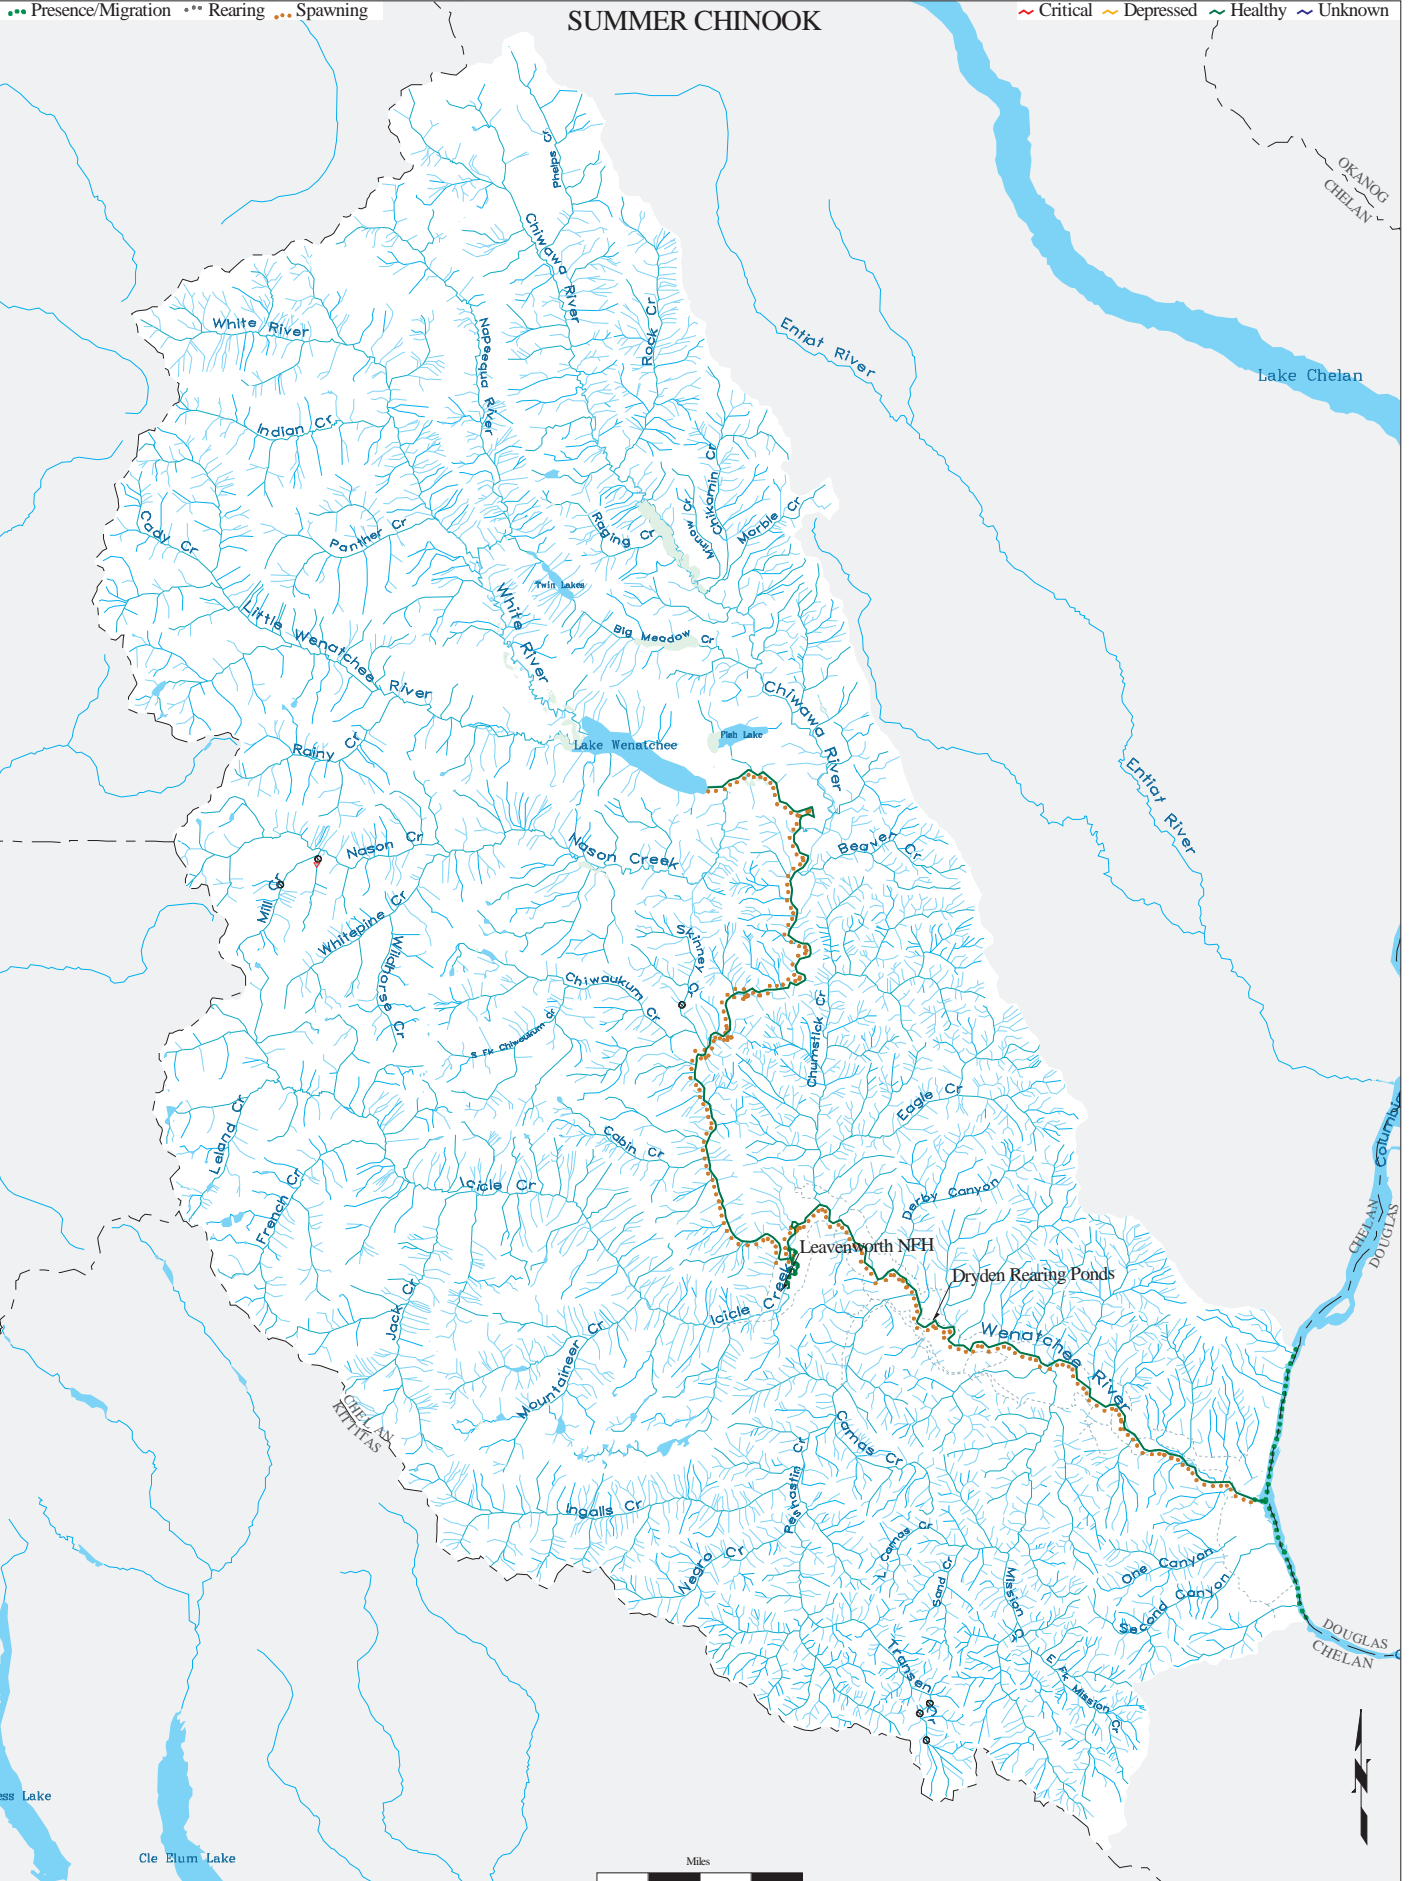 Presence/Migration Rearing Spawning
SUMMER CHINOOK
Critical Depressed Healthy Unknown
OKANOG
CHELAN
Phelps Cr
Chiwawa River
Rock Cr
White River
Napeequa River
Entiat River
Lake Chelan
Indian Cr
Chikamin Cr
Minnow Cr
Marble Cr
Raging Cr
Cady Cr
Panther Cr
Twin Lakes
White River
Big Meadow Cr
Little Wenatchee River
Chiwawa River
Rainy Cr
Lake Wenatchee
Fish Lake
Entiat River
Nason Cr
Nason Creek
Beaver Cr
Mill Cr
Whitepine Cr
Wildhorse Cr
Skinney Cr
Chiwaukum Cr
S Fk Chiwaukum Cr
Chumstick Cr
Eagle Cr
Leland Cr
French Cr
Cabin Cr
Icicle Cr
Derby Canyon
Columbia
CHELAN
DOUGLAS
Leavenworth NFH
Dryden Rearing Ponds
Icicle Creek
Jack Cr
Mountaineer Cr
Wenatchee River
CHELAN
KITTITAS
Camas Cr
Peshastin Cr
Ingalls Cr
Negro Cr
L Camas Cr
Sand Cr
Mission Cr
One Canyon
Second Canyon
Transen Cr
E Fk Mission Cr
DOUGLAS
CHELAN
ess Lake
Cle Elum Lake
Miles
N